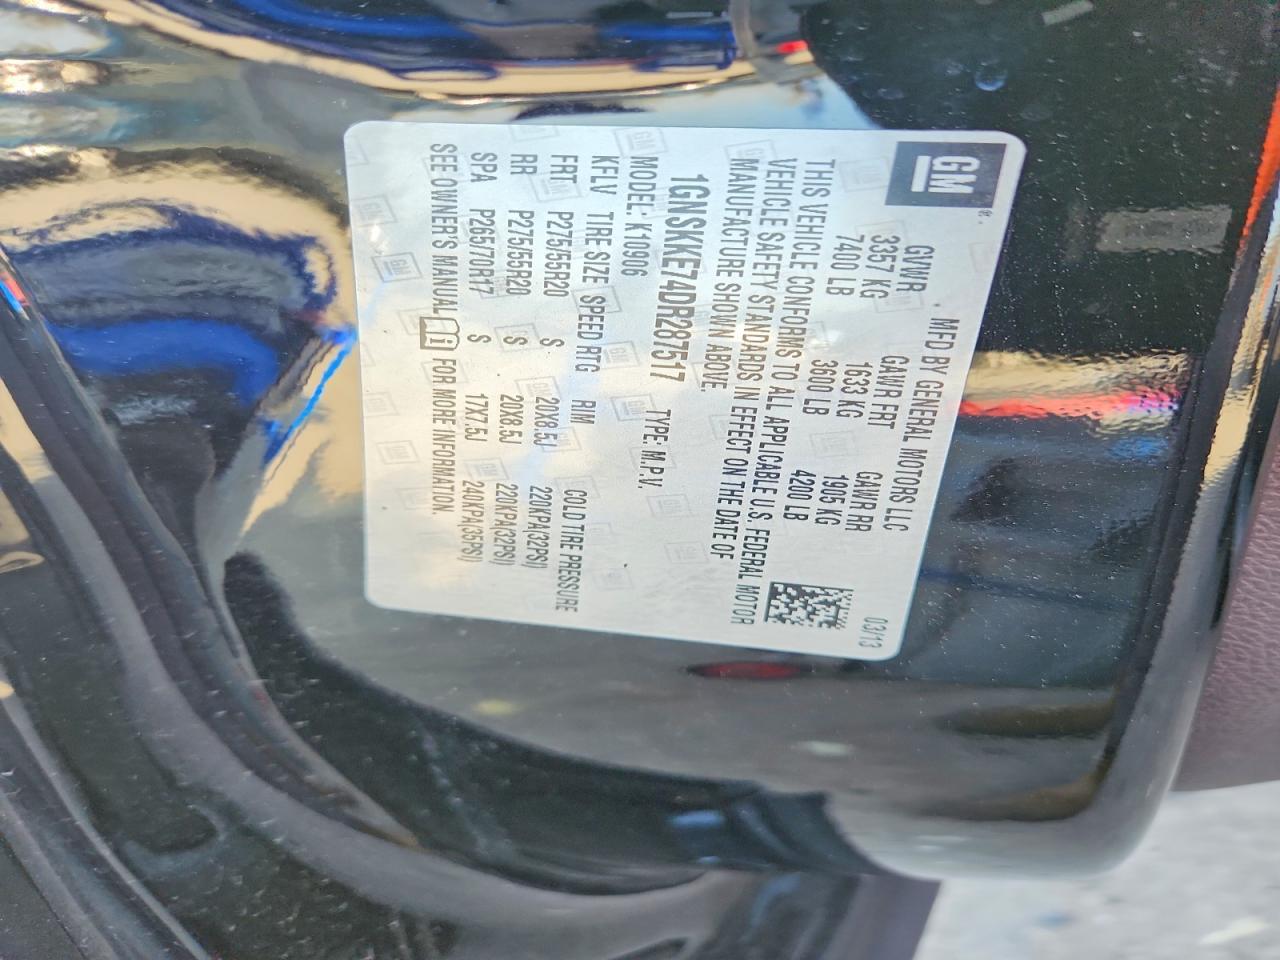 GM®
MFD BY GENERAL MOTORS LLC 03/13
GVWR GAWR FRT GAWR RR
3357 KG 1633 KG 1905 KG
7400 LB 3600 LB 4200 LB
THIS VEHICLE CONFORMS TO ALL APPLICABLE U.S. FEDERAL MOTOR
VEHICLE SAFETY STANDARDS IN EFFECT ON THE DATE OF
MANUFACTURE SHOWN ABOVE.
1GNSKKE74DR287517 TYPE: M.P.V.
MODEL: K10906
KELV TIRE SIZE SPEED RTG RIM COLD TIRE PRESSURE
FRT P275/55R20 S 20X8.5J 220KPA(32PSI)
RR P275/55R20 S 20X8.5J 220KPA(32PSI)
SPA P265/70R17 S 17X7.5J 240KPA(35PSI)
SEE OWNER'S MANUAL FOR MORE INFORMATION.